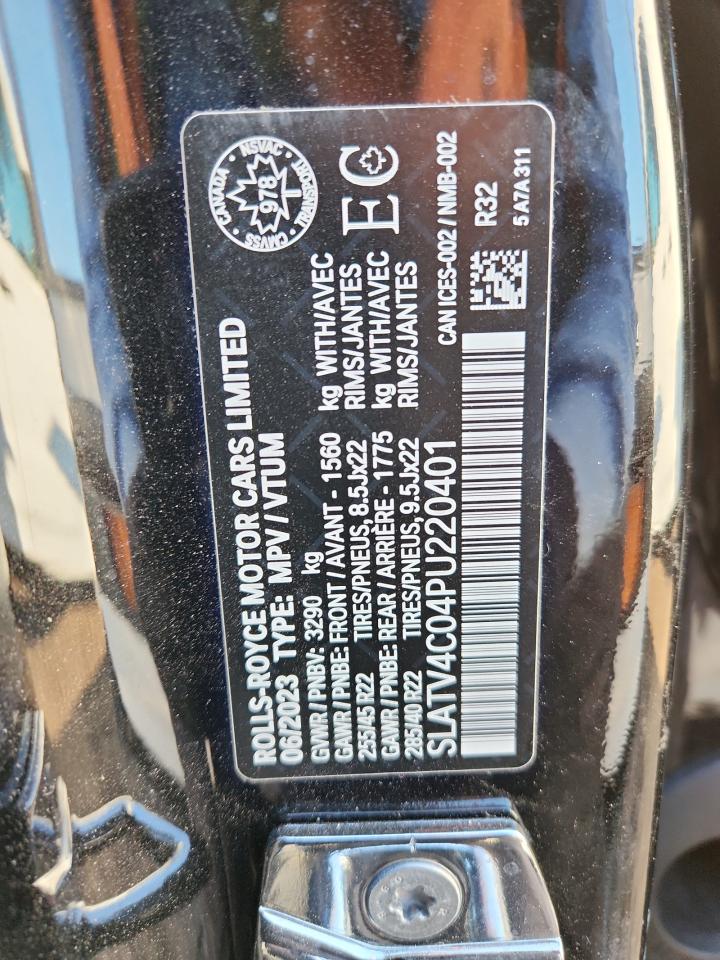 ROLLS-ROYCE MOTOR CARS LIMITED
06/2023 TYPE: MPV / VTUM
GVWR / PNBV: 3290 kg
GAWR / PNBE: FRONT / AVANT - 1560 kg WITH/AVEC
255/45 R22 TIRES/PNEUS, 8.5Jx22 RIMS/JANTES
GAWR / PNBE: REAR / ARRIÈRE - 1775 kg WITH/AVEC
285/40 R22 TIRES/PNEUS, 9.5Jx22 RIMS/JANTES
SLATV4C04PU220401
CANADA
NSVAC
TRANSPORT
CMVSS
978
EC
CAN ICES-002 / NMB-002
R32
5A7A311